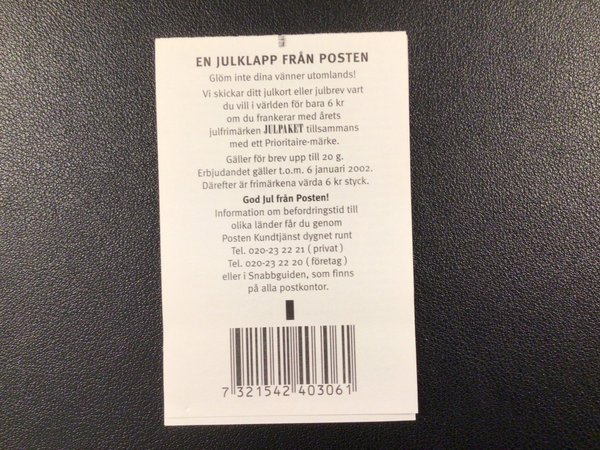 EN JULKLAPP FRÅN POSTEN
Glöm inte dina vänner utomlands!
Vi skickar ditt julkort eller julbrev vart
du vill i världen för bara 6 kr
om du frankerar med årets
julfrimärken JULPAKET tillsammans
med ett Prioritaire-märke.
Gäller för brev upp till 20 g.
Erbjudandet gäller t.o.m. 6 januari 2002.
Därefter är frimärkena värda 6 kr styck.
God Jul från Posten!
Information om befordringstid till
olika länder får du genom
Posten Kundtjänst dygnet runt
Tel. 020-23 22 21 ( privat )
Tel. 020-23 22 20 ( företag )
eller i Snabbguiden, som finns
på alla postkontor.
7 321542 403061